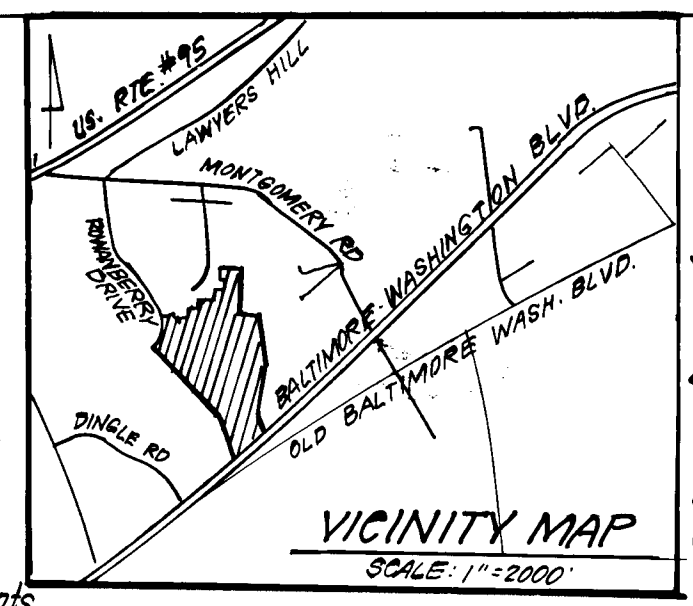 US. RTE. #95
LAWYERS HILL
MONTGOMERY RD
ROWANBERRY
DRIVE
BALTIMORE-WASHINGTON BLVD.
OLD BALTIMORE WASH. BLVD.
DINGLE RD
VICINITY MAP
SCALE: 1"=2000'
nts